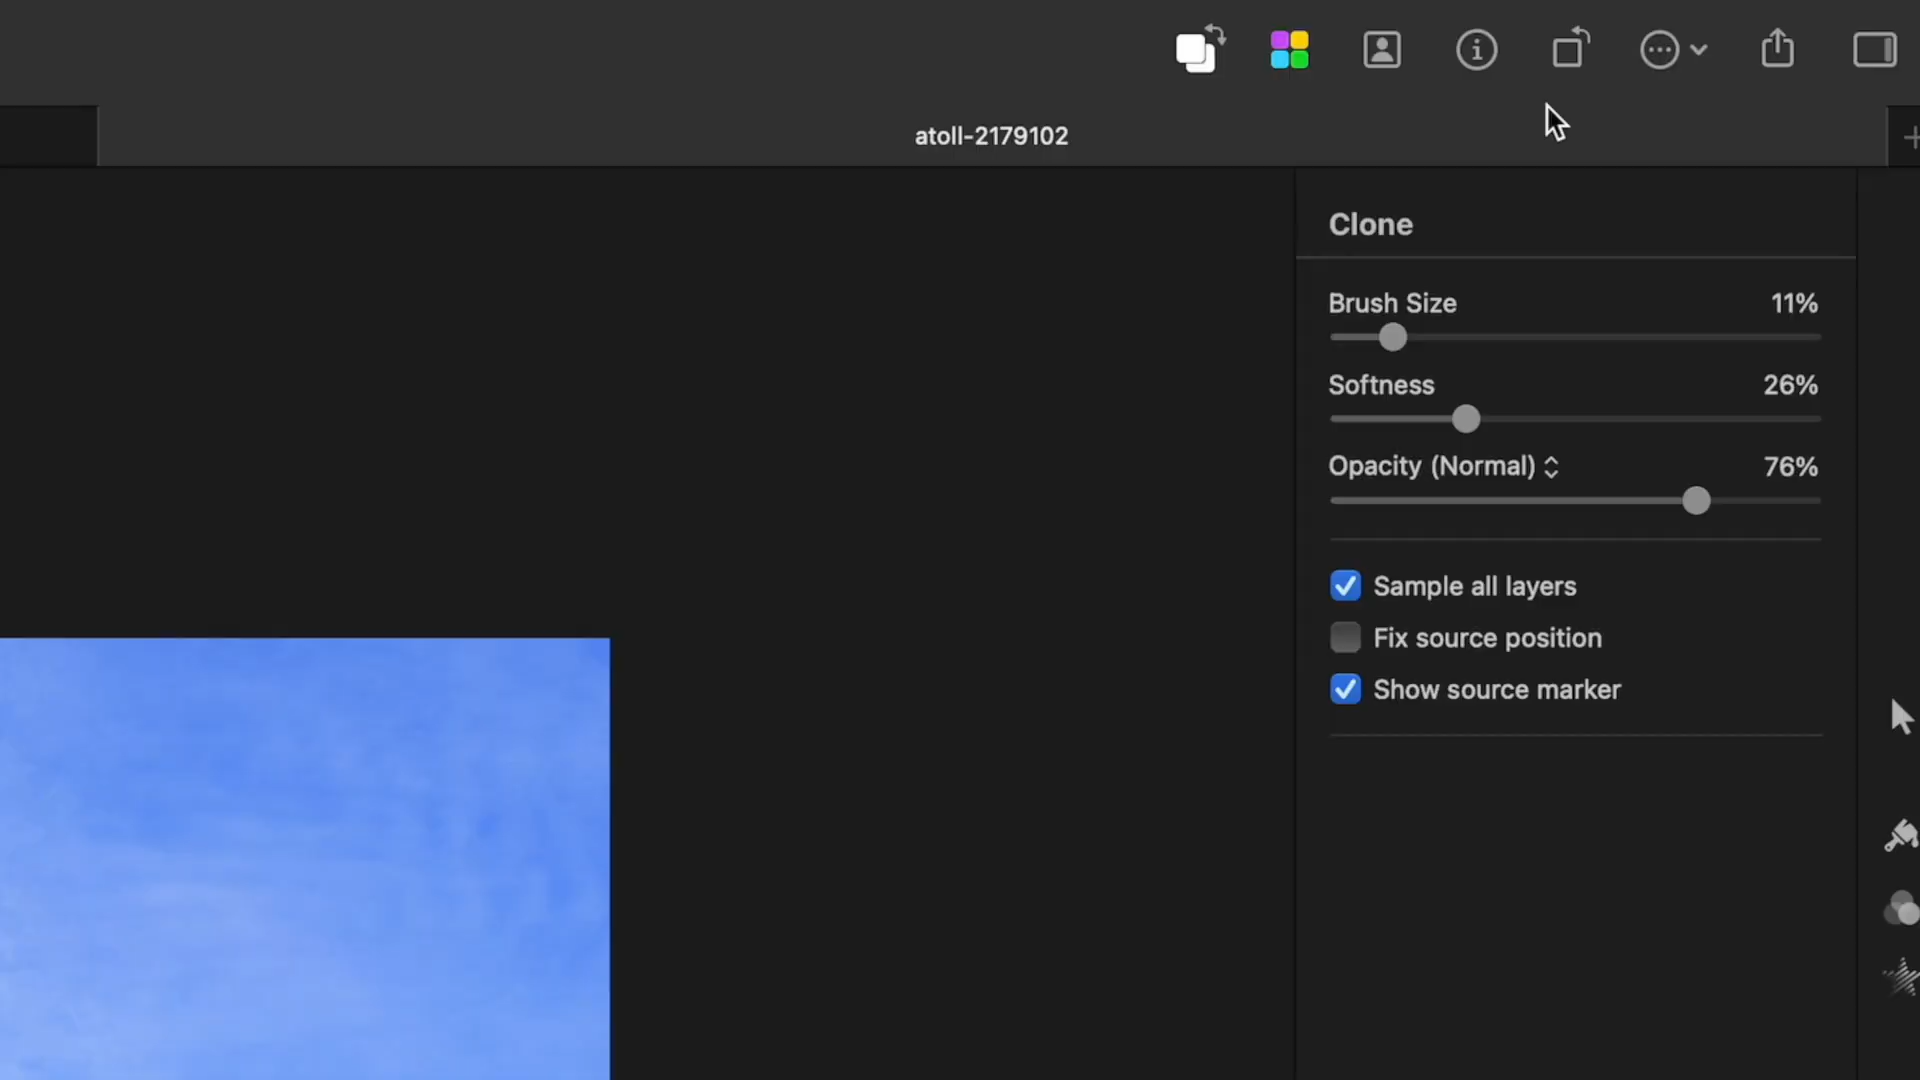 atoll-2179102
Clone
Brush Size 11%
Softness 26%
Opacity (Normal) 76%
Sample all layers
Fix source position
Show source marker